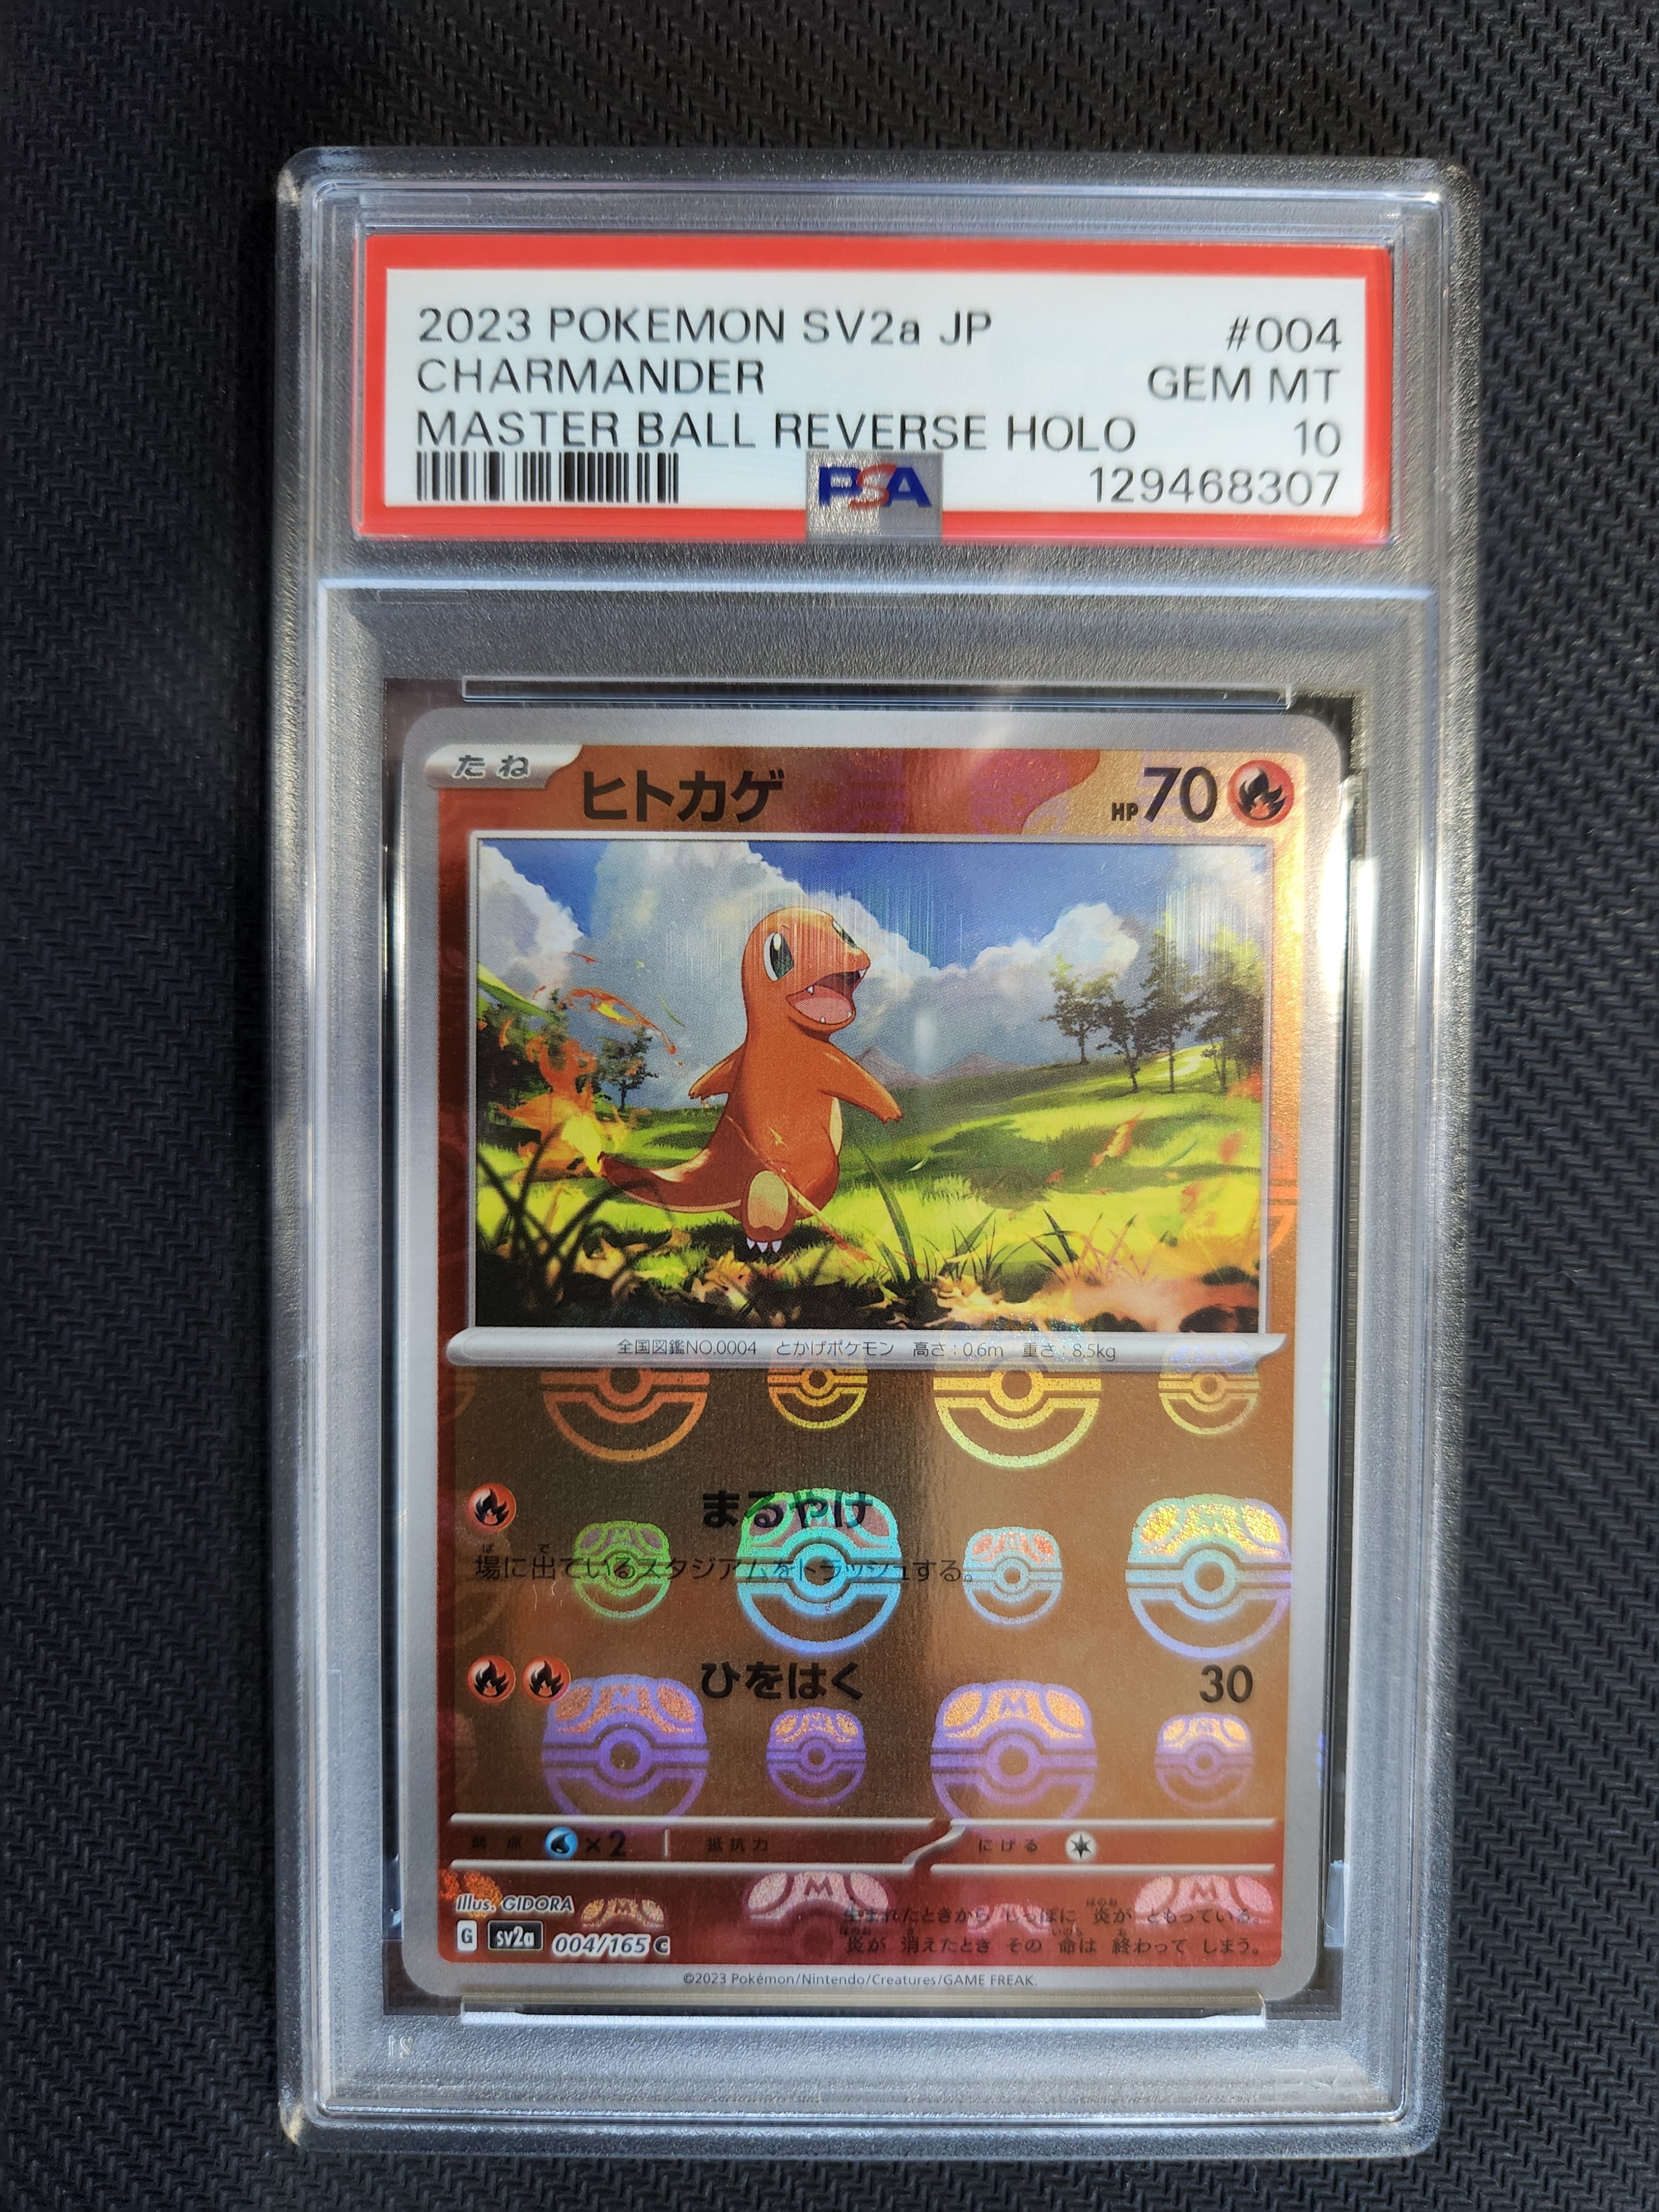 2023 POKEMON SV2a JP #004
CHARMANDER GEM MT
MASTER BALL REVERSE HOLO 10
PSA 129468307
たね ヒトカゲ HP70
全国図鑑NO.0004 とかげポケモン 高さ:0.6m 重さ:8.5kg
まるやけ
場に出ているスタジアムをトラッシュする。
ひをはく 30
弱点 ×2 抵抗力 にげる
Illus. GIDORA
生まれたときから しっぽに 炎が ともっている。
G sv2a 004/165 C
炎が 消えたとき その 命は 終わって しまう。
©2023 Pokémon/Nintendo/Creatures/GAME FREAK.